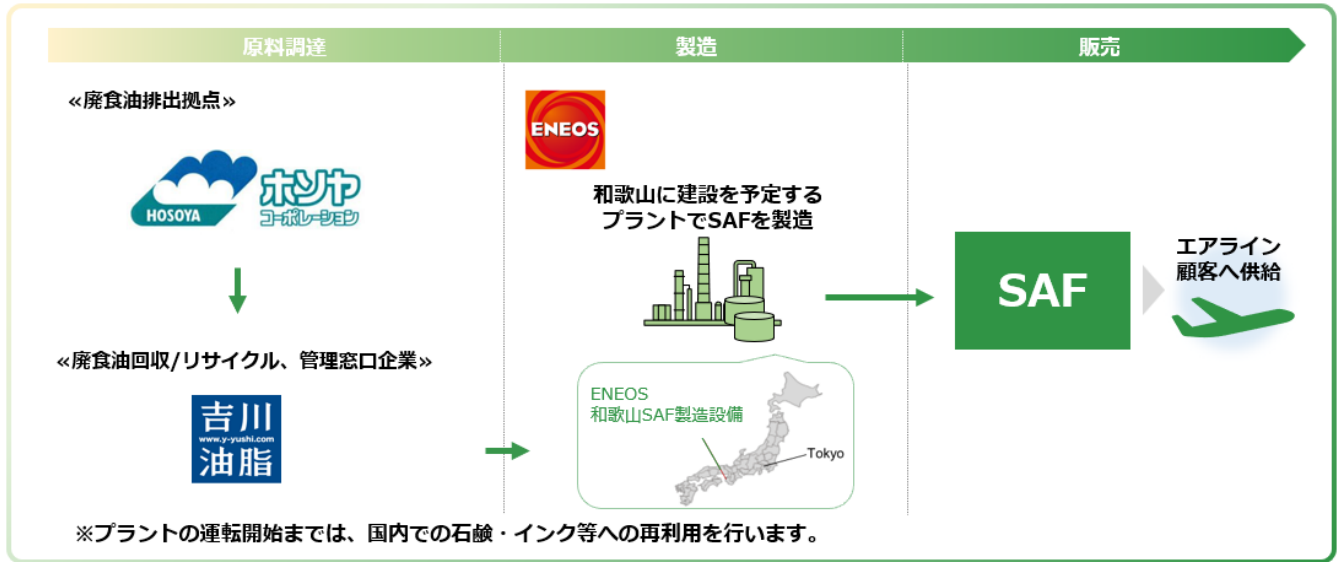 原料調達
製造
販売
«廃食油排出拠点»
HOSOYA
ホソヤ
コーポレーション
«廃食油回収/リサイクル、管理窓口企業»
吉川
www.y-yushi.com
油脂
ENEOS
和歌山に建設を予定する
プラントでSAFを製造
ENEOS
和歌山SAF製造設備
Tokyo
SAF
エアライン
顧客へ供給
※プラントの運転開始までは、国内での石鹸・インク等への再利用を行います。